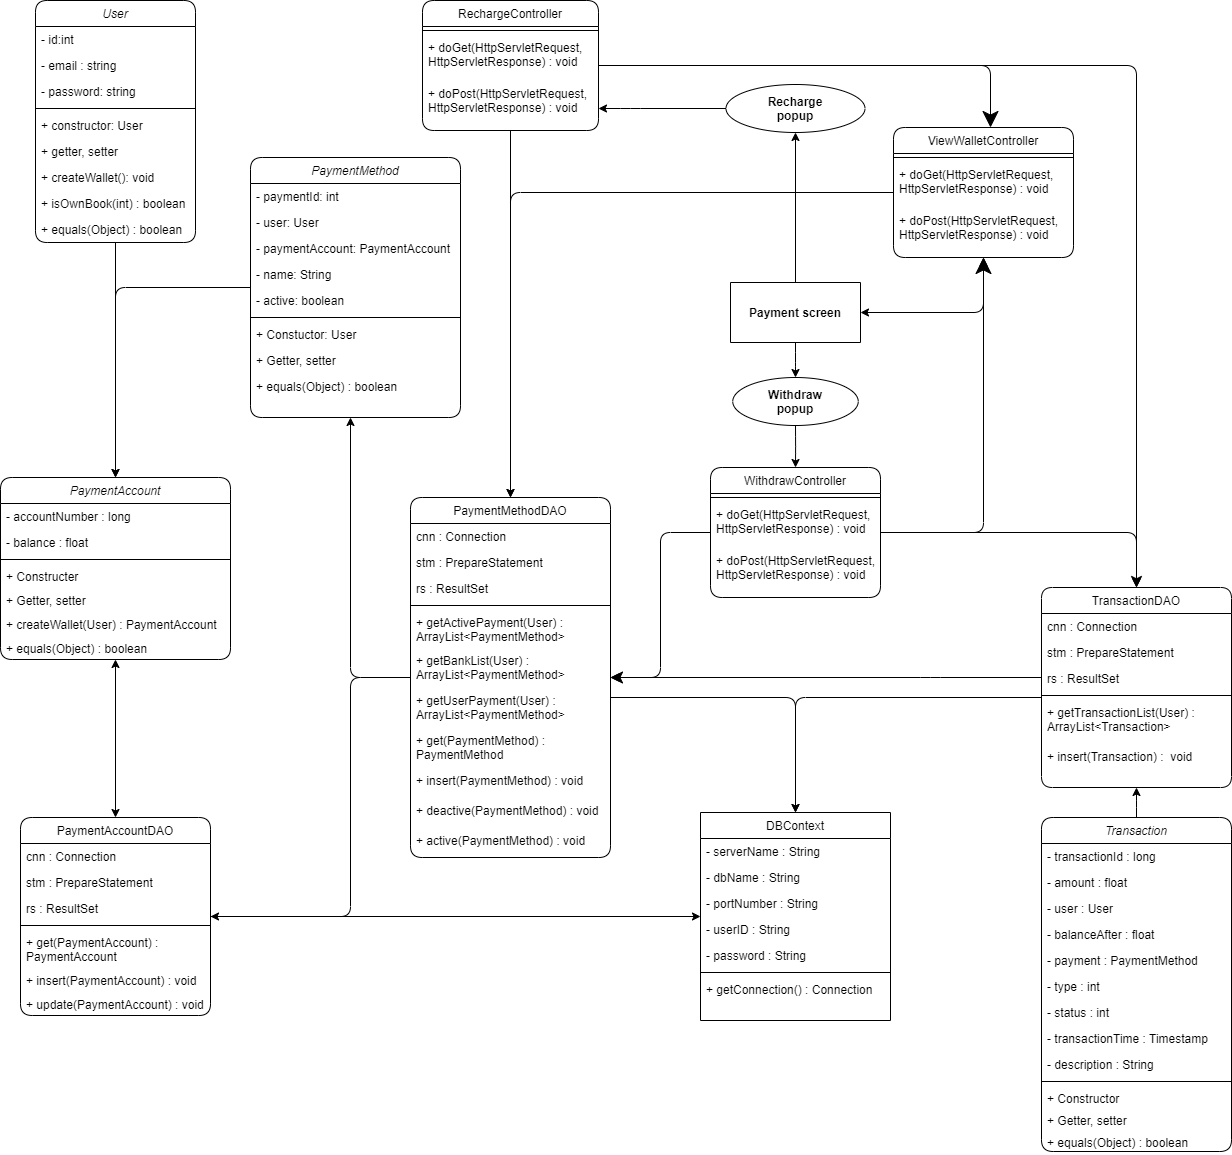 User
- id:int
- email : string
- password: string
+ constructor: User
+ getter, setter
+ createWallet(): void
+ isOwnBook(int) : boolean
+ equals(Object) : boolean
PaymentMethod
- paymentId: int
- user: User
- paymentAccount: PaymentAccount
- name: String
- active: boolean
+ Constuctor: User
+ Getter, setter
+ equals(Object) : boolean
RechargeController
+ doGet(HttpServletRequest,
HttpServletResponse) : void
+ doPost(HttpServletRequest,
HttpServletResponse) : void
Recharge
popup
ViewWalletController
+ doGet(HttpServletRequest,
HttpServletResponse) : void
+ doPost(HttpServletRequest,
HttpServletResponse) : void
Payment screen
Withdraw
popup
WithdrawController
+ doGet(HttpServletRequest,
HttpServletResponse) : void
+ doPost(HttpServletRequest,
HttpServletResponse) : void
PaymentAccount
- accountNumber : long
- balance : float
+ Constructer
+ Getter, setter
+ createWallet(User) : PaymentAccount
+ equals(Object) : boolean
PaymentMethodDAO
cnn : Connection
stm : PrepareStatement
rs : ResultSet
+ getActivePayment(User) :
ArrayList<PaymentMethod>
+ getBankList(User) :
ArrayList<PaymentMethod>
+ getUserPayment(User) :
ArrayList<PaymentMethod>
+ get(PaymentMethod) :
PaymentMethod
+ insert(PaymentMethod) : void
+ deactive(PaymentMethod) : void
+ active(PaymentMethod) : void
TransactionDAO
cnn : Connection
stm : PrepareStatement
rs : ResultSet
+ getTransactionList(User) :
ArrayList<Transaction>
+ insert(Transaction) : void
PaymentAccountDAO
cnn : Connection
stm : PrepareStatement
rs : ResultSet
+ get(PaymentAccount) :
PaymentAccount
+ insert(PaymentAccount) : void
+ update(PaymentAccount) : void
DBContext
- serverName : String
- dbName : String
- portNumber : String
- userID : String
- password : String
+ getConnection() : Connection
Transaction
- transactionId : long
- amount : float
- user : User
- balanceAfter : float
- payment : PaymentMethod
- type : int
- status : int
- transactionTime : Timestamp
- description : String
+ Constructor
+ Getter, setter
+ equals(Object) : boolean